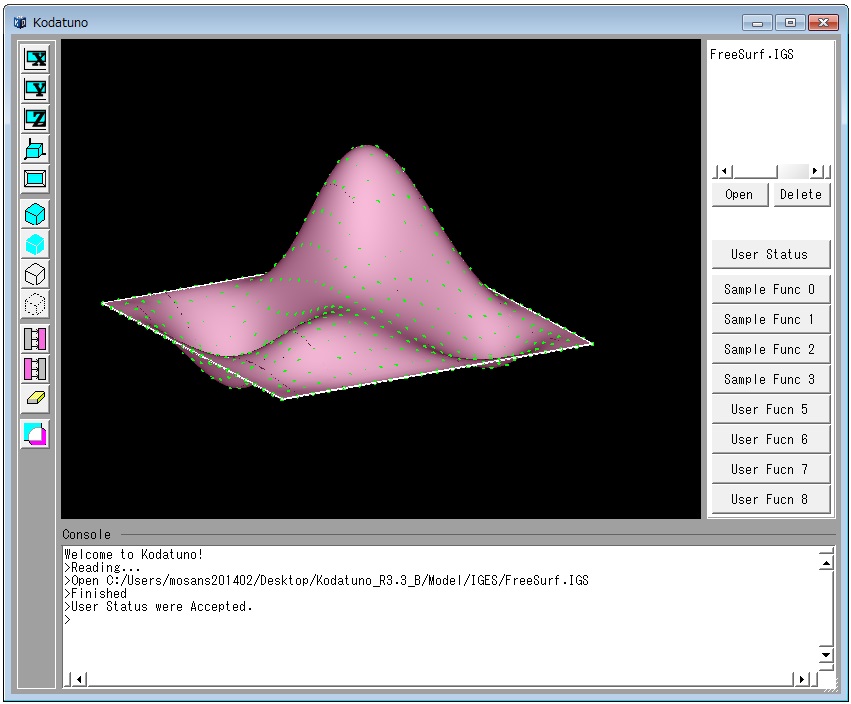 Kodatuno
X
Y
Z
FreeSurf.IGS
Open Delete
User Status
Sample Func 0
Sample Func 1
Sample Func 2
Sample Func 3
User Fucn 5
User Fucn 6
User Fucn 7
User Fucn 8
Console
Welcome to Kodatuno!
>Reading...
>Open C:/Users/mosans201402/Desktop/Kodatuno_R3.3_B/Model/IGES/FreeSurf.IGS
>Finished
>User Status were Accepted.
>